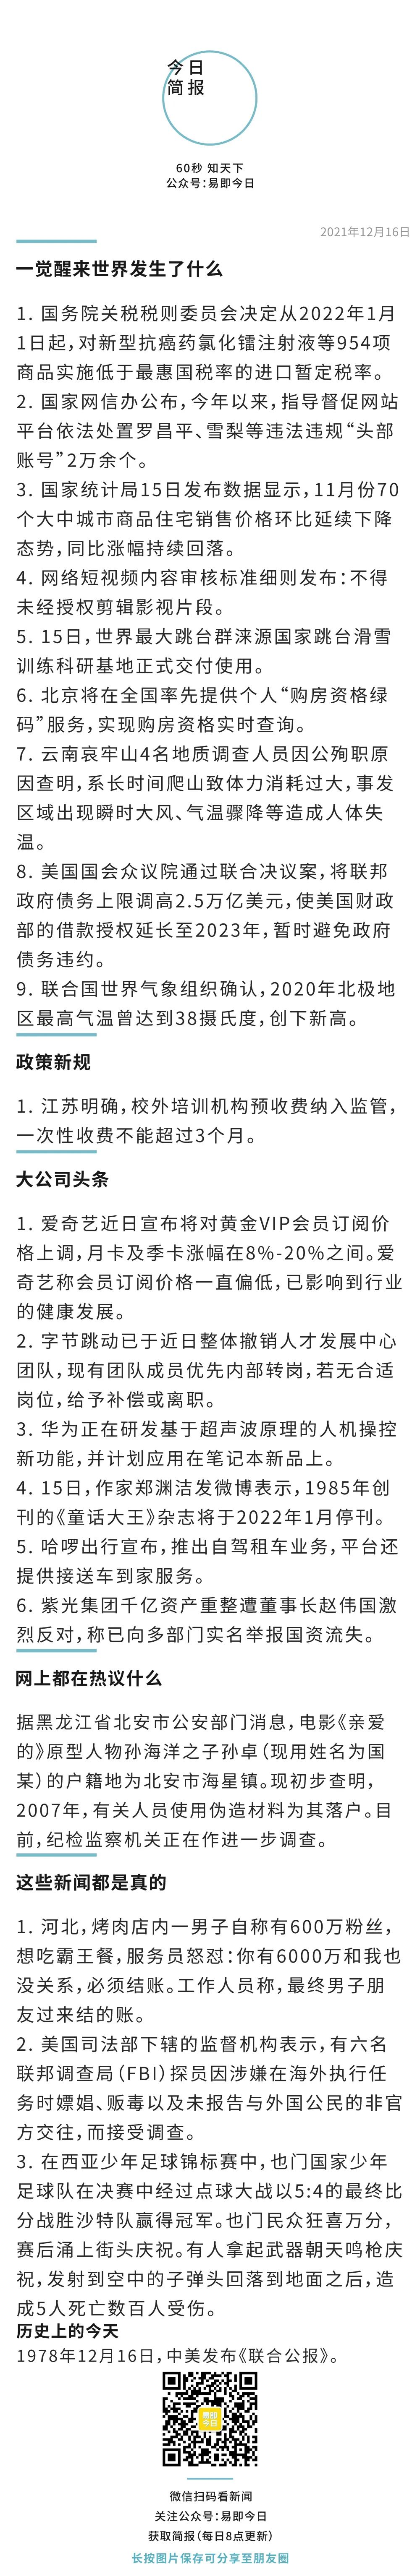 今日
简报
60秒 知天下
公众号：易即今日
2021年12月16日
一觉醒来世界发生了什么
1. 国务院关税税则委员会决定从2022年1月
1日起，对新型抗癌药氯化镭注射液等954项
商品实施低于最惠国税率的进口暂定税率。
2. 国家网信办公布，今年以来，指导督促网站
平台依法处置罗昌平、雪梨等违法违规“头部
账号”2万余个。
3. 国家统计局15日发布数据显示，11月份70
个大中城市商品住宅销售价格环比延续下降
态势，同比涨幅持续回落。
4. 网络短视频内容审核标准细则发布：不得
未经授权剪辑影视片段。
5. 15日，世界最大跳台群涞源国家跳台滑雪
训练科研基地正式交付使用。
6. 北京将在全国率先提供个人“购房资格绿
码”服务，实现购房资格实时查询。
7. 云南哀牢山4名地质调查人员因公殉职原
因查明，系长时间爬山致体力消耗过大，事发
区域出现瞬时大风、气温骤降等造成人体失
温。
8. 美国国会众议院通过联合决议案，将联邦
政府债务上限调高2.5万亿美元，使美国财政
部的借款授权延长至2023年，暂时避免政府
债务违约。
9. 联合国世界气象组织确认，2020年北极地
区最高气温曾达到38摄氏度，创下新高。
政策新规
1. 江苏明确，校外培训机构预收费纳入监管，
一次性收费不能超过3个月。
大公司头条
1. 爱奇艺近日宣布将对黄金VIP会员订阅价
格上调，月卡及季卡涨幅在8%-20%之间。爱
奇艺称会员订阅价格一直偏低，已影响到行业
的健康发展。
2. 字节跳动已于近日整体撤销人才发展中心
团队，现有团队成员优先内部转岗，若无合适
岗位，给予补偿或离职。
3. 华为正在研发基于超声波原理的人机操控
新功能，并计划应用在笔记本新品上。
4. 15日，作家郑渊洁发微博表示，1985年创
刊的《童话大王》杂志将于2022年1月停刊。
5. 哈啰出行宣布，推出自驾租车业务，平台还
提供接送车到家服务。
6. 紫光集团千亿资产重整遭董事长赵伟国激
烈反对，称已向多部门实名举报国资流失。
网上都在热议什么
据黑龙江省北安市公安部门消息，电影《亲爱
的》原型人物孙海洋之子孙卓（现用姓名为国
某）的户籍地为北安市海星镇。现初步查明，
2007年，有关人员使用伪造材料为其落户。目
前，纪检监察机关正在作进一步调查。
这些新闻都是真的
1. 河北，烤肉店内一男子自称有600万粉丝，
想吃霸王餐，服务员怒怼：你有6000万和我也
没关系，必须结账。工作人员称，最终男子朋
友过来结的账。
2. 美国司法部下辖的监督机构表示，有六名
联邦调查局（FBI）探员因涉嫌在海外执行任
务时嫖娼、贩毒以及未报告与外国公民的非官
方交往，而接受调查。
3. 在西亚少年足球锦标赛中，也门国家少年
足球队在决赛中经过点球大战以5:4的最终比
分战胜沙特队赢得冠军。也门民众狂喜万分，
赛后涌上街头庆祝。有人拿起武器朝天鸣枪庆
祝，发射到空中的子弹头回落到地面之后，造
成5人死亡数百人受伤。
历史上的今天
1978年12月16日，中美发布《联合公报》。
易即
今日
微信扫码看新闻
关注公众号：易即今日
获取简报（每日8点更新）
长按图片保存可分享至朋友圈